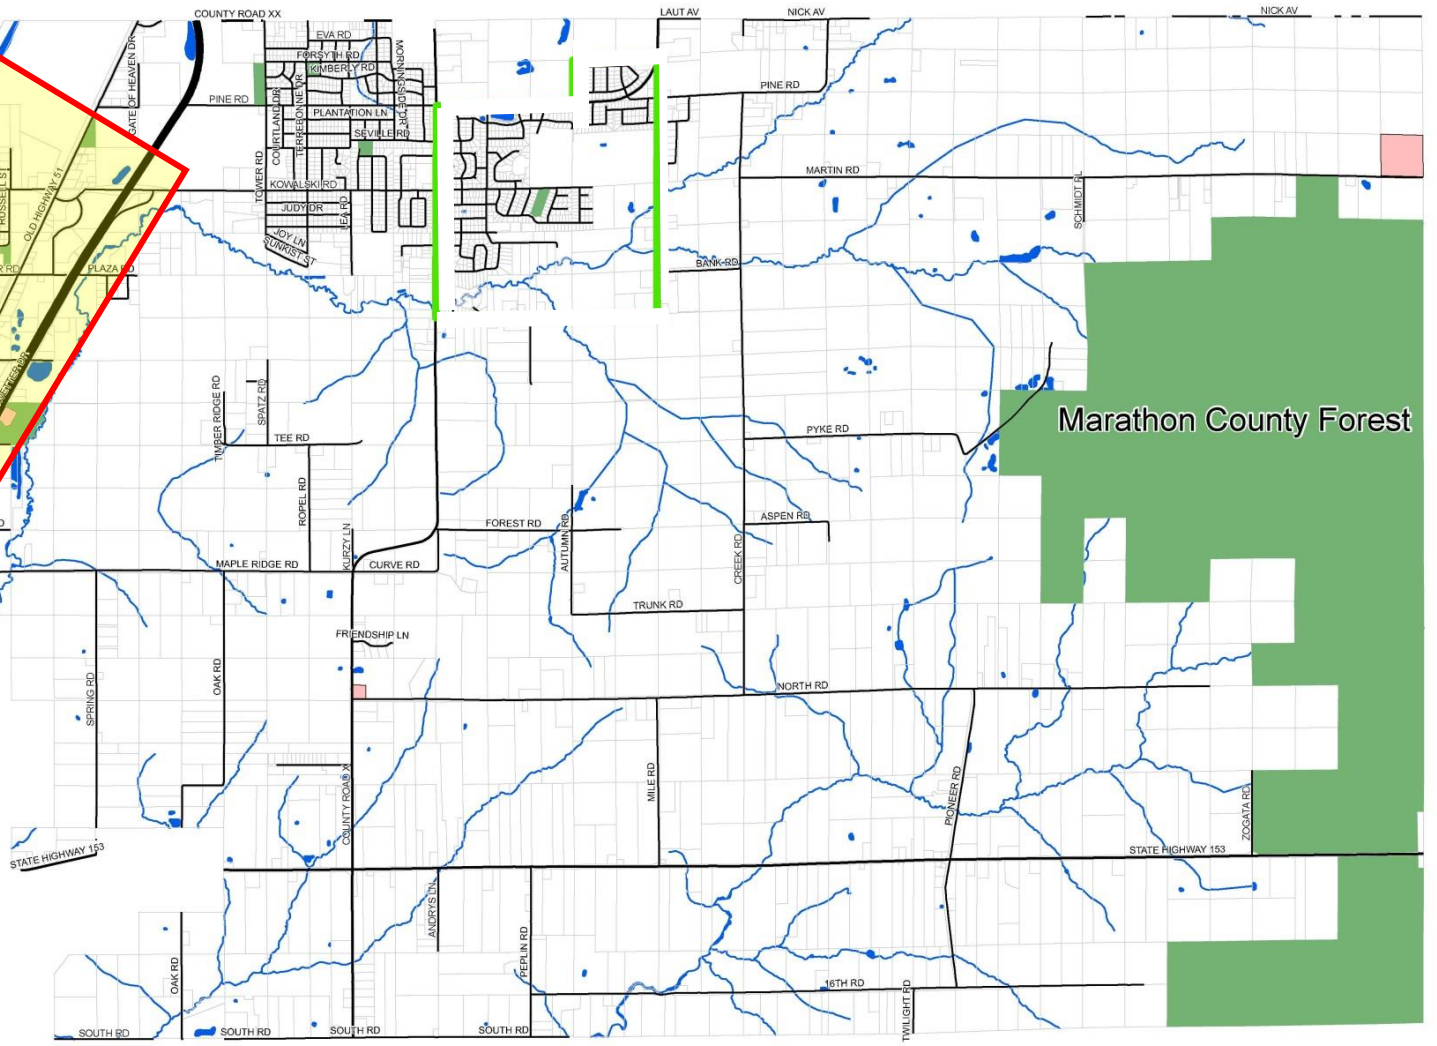 COUNTY ROAD XX
LAUT AV
NICK AV
NICK AV
EVA RD
FORSYTH RD
KIMBERLY RD
MORNINGSIDE DR
GATE OF HEAVEN DR
PINE RD
COURTLAND DR
TERREBONNE DR
PLANTATION LN
SEVILLE RD
PINE RD
TOWER RD
KOWALSKI RD
MARTIN RD
RUSSELL ST
OLD HIGHWAY 51
JUDY DR
LEA RD
SCHMIDT RL
JOY LN
SUNKIST ST
PLAZA RD
BANK RD
TIMBER RIDGE RD
SPATZ RD
TEE RD
PYKE RD
Marathon County Forest
ROPEL RD
KURZY LN
FOREST RD
AUTUMN RD
ASPEN RD
CREEK RD
MAPLE RIDGE RD
CURVE RD
TRUNK RD
FRIENDSHIP LN
SPRING RD
OAK RD
NORTH RD
COUNTY ROAD X
MILE RD
PIONEER RD
ZOGATA RD
STATE HIGHWAY 153
STATE HIGHWAY 153
ANDRYS LN
PEPLIN RD
OAK RD
16TH RD
TWILIGHT RD
SOUTH RD
SOUTH RD
SOUTH RD
SOUTH RD